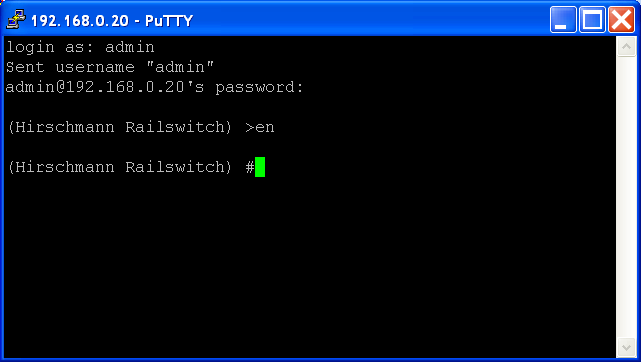 192.168.0.20 - PuTTY
login as: admin
Sent username "admin"
admin@192.168.0.20's password:
(Hirschmann Railswitch) >en
(Hirschmann Railswitch) #